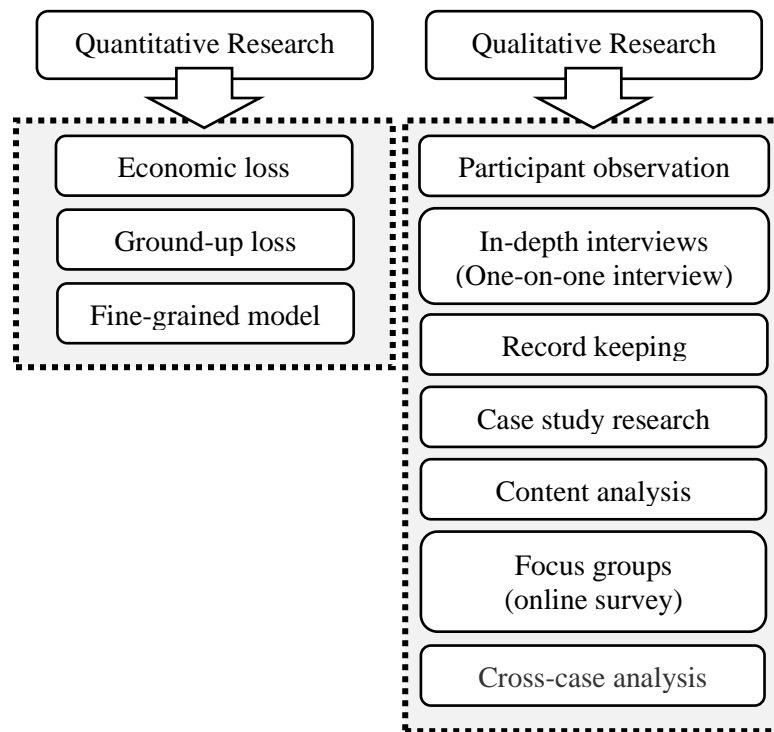 Quantitative Research
Economic loss
Ground-up loss
Fine-grained model
Qualitative Research
Participant observation
In-depth interviews
(One-on-one interview)
Record keeping
Case study research
Content analysis
Focus groups
(online survey)
Cross-case analysis